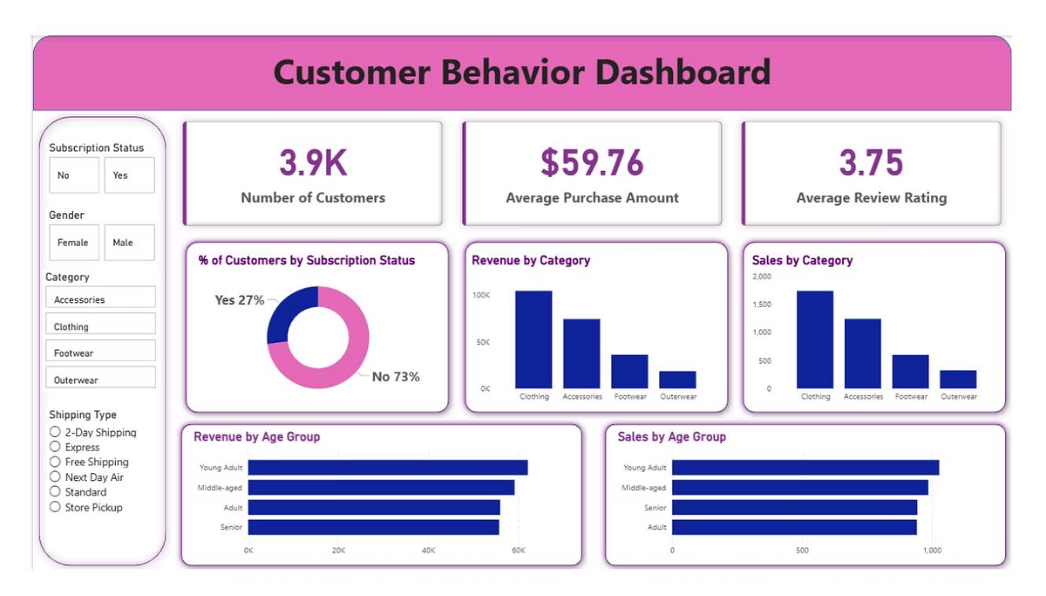 Customer Behavior Dashboard
Subscription Status
No Yes
Gender
Female Male
Category
Accessories
Clothing
Footwear
Outerwear
Shipping Type
2-Day Shipping
Express
Free Shipping
Next Day Air
Standard
Store Pickup
3.9K
Number of Customers
$59.76
Average Purchase Amount
3.75
Average Review Rating
% of Customers by Subscription Status
Yes 27%
No 73%
Revenue by Category
100K
50K
0K
Clothing Accessories Footwear Outerwear
Sales by Category
2,000
1,500
1,000
500
0
Clothing Accessories Footwear Outerwear
Revenue by Age Group
Young Adult
Middle-aged
Adult
Senior
0K 20K 40K 60K
Sales by Age Group
Young Adult
Middle-aged
Senior
Adult
0 500 1,000